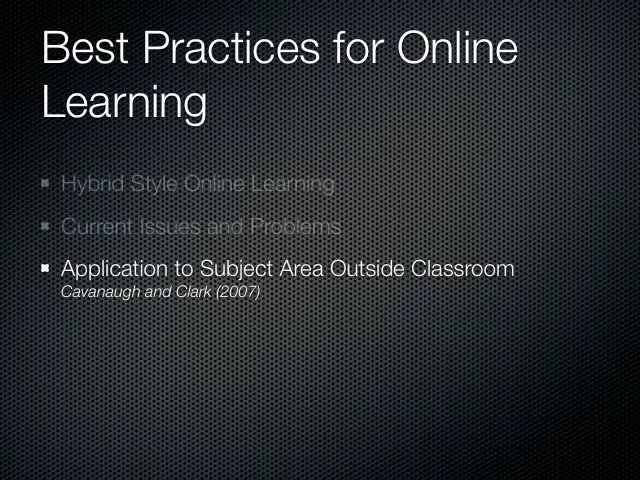 Best Practices for Online
Learning
Hybrid Style Online Learning
Current Issues and Problems
Application to Subject Area Outside Classroom
Cavanaugh and Clark (2007)